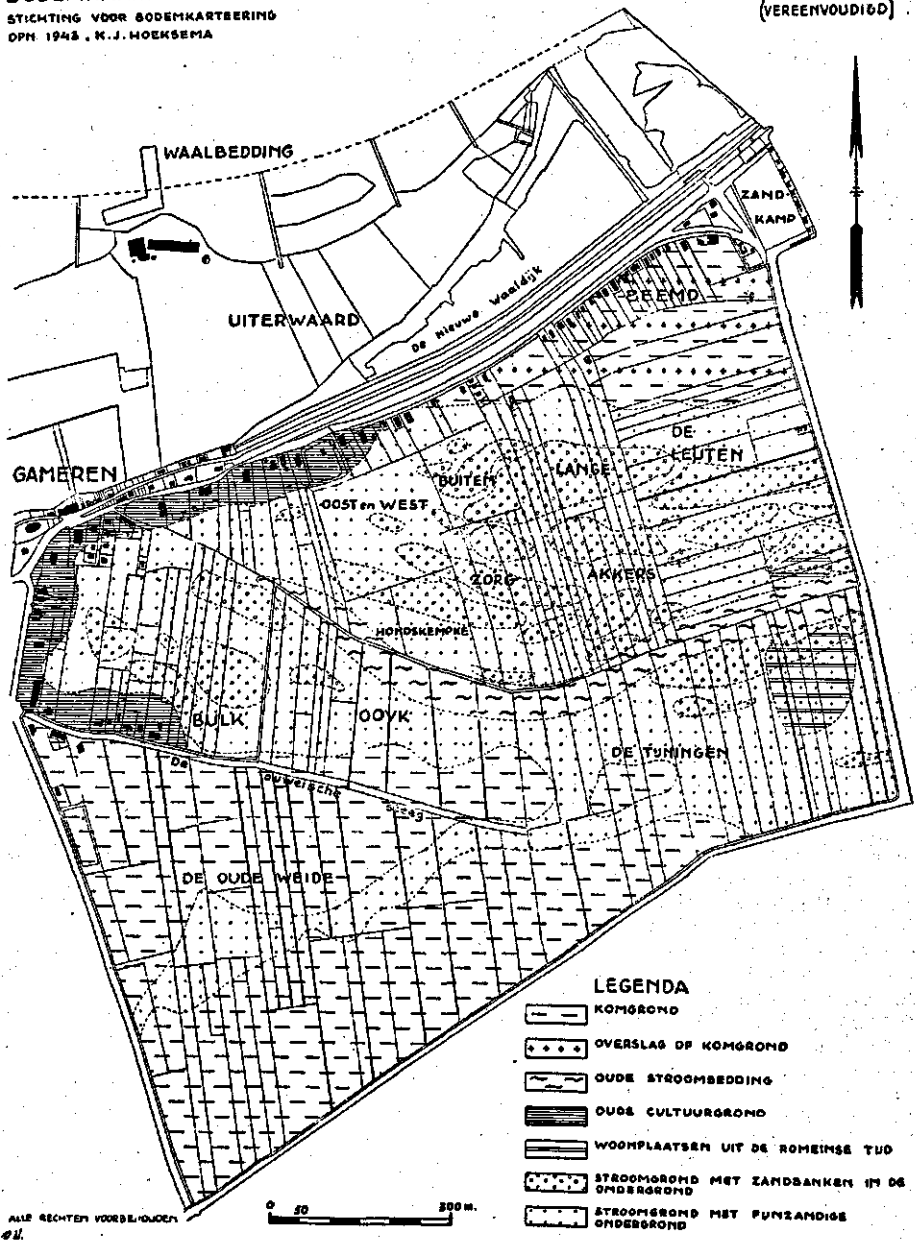 STICHTING VOOR BODEMKARTEERING
OPN. 1943. K.J. HOEKSEMA
(VEREENVOUDIGD).
WAALBEDDING
ZAND-
KAMP
BEEMD
De Nieuwe Waaldijk
UITERWAARD
DE
LEUTEN
GAMEREN
BUITEN
LANGE
OOST en WEST
ZORG
AKKERS
HONDSKEMPKE
BULK
OOYK
DE TUNINGEN
De
DE OUDE WEIDE
LEGENDA
KOMGROND
OVERSLAG OP KOMGROND
OUDE STROOMBEDDING
OUDE CULTUURGROND
WOONPLAATSEN UIT DE ROMEINSE TIJD
STROOMGROND MET ZANDBANKEN IN DE
ONDERGROND
STROOMGROND MET FIJNZANDIGE
ONDERGROND
0 50 300 M.
ALLE RECHTEN VOORBEHOUDEN